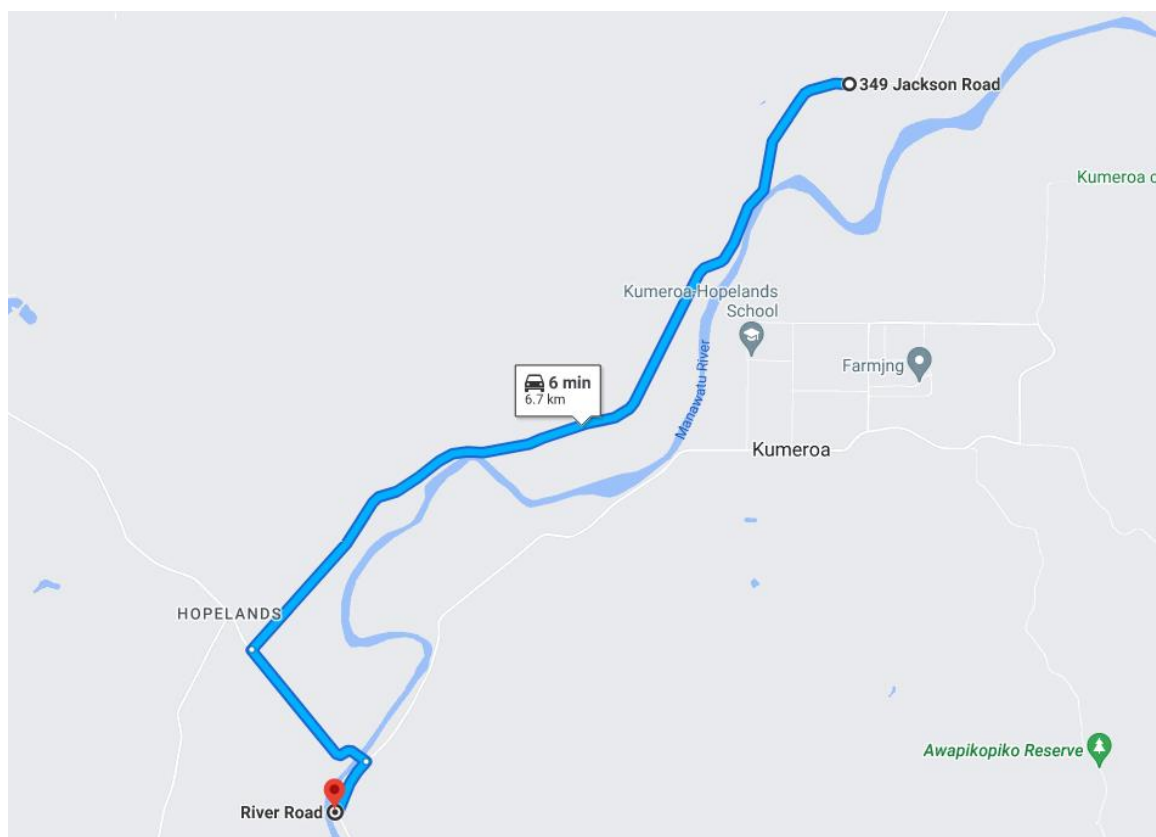 349 Jackson Road
Kumeroa c
Kumeroa-Hopelands
School
Farmjng
Manawatu River
6 min
6.7 km
Kumeroa
HOPELANDS
Awapikopiko Reserve
River Road